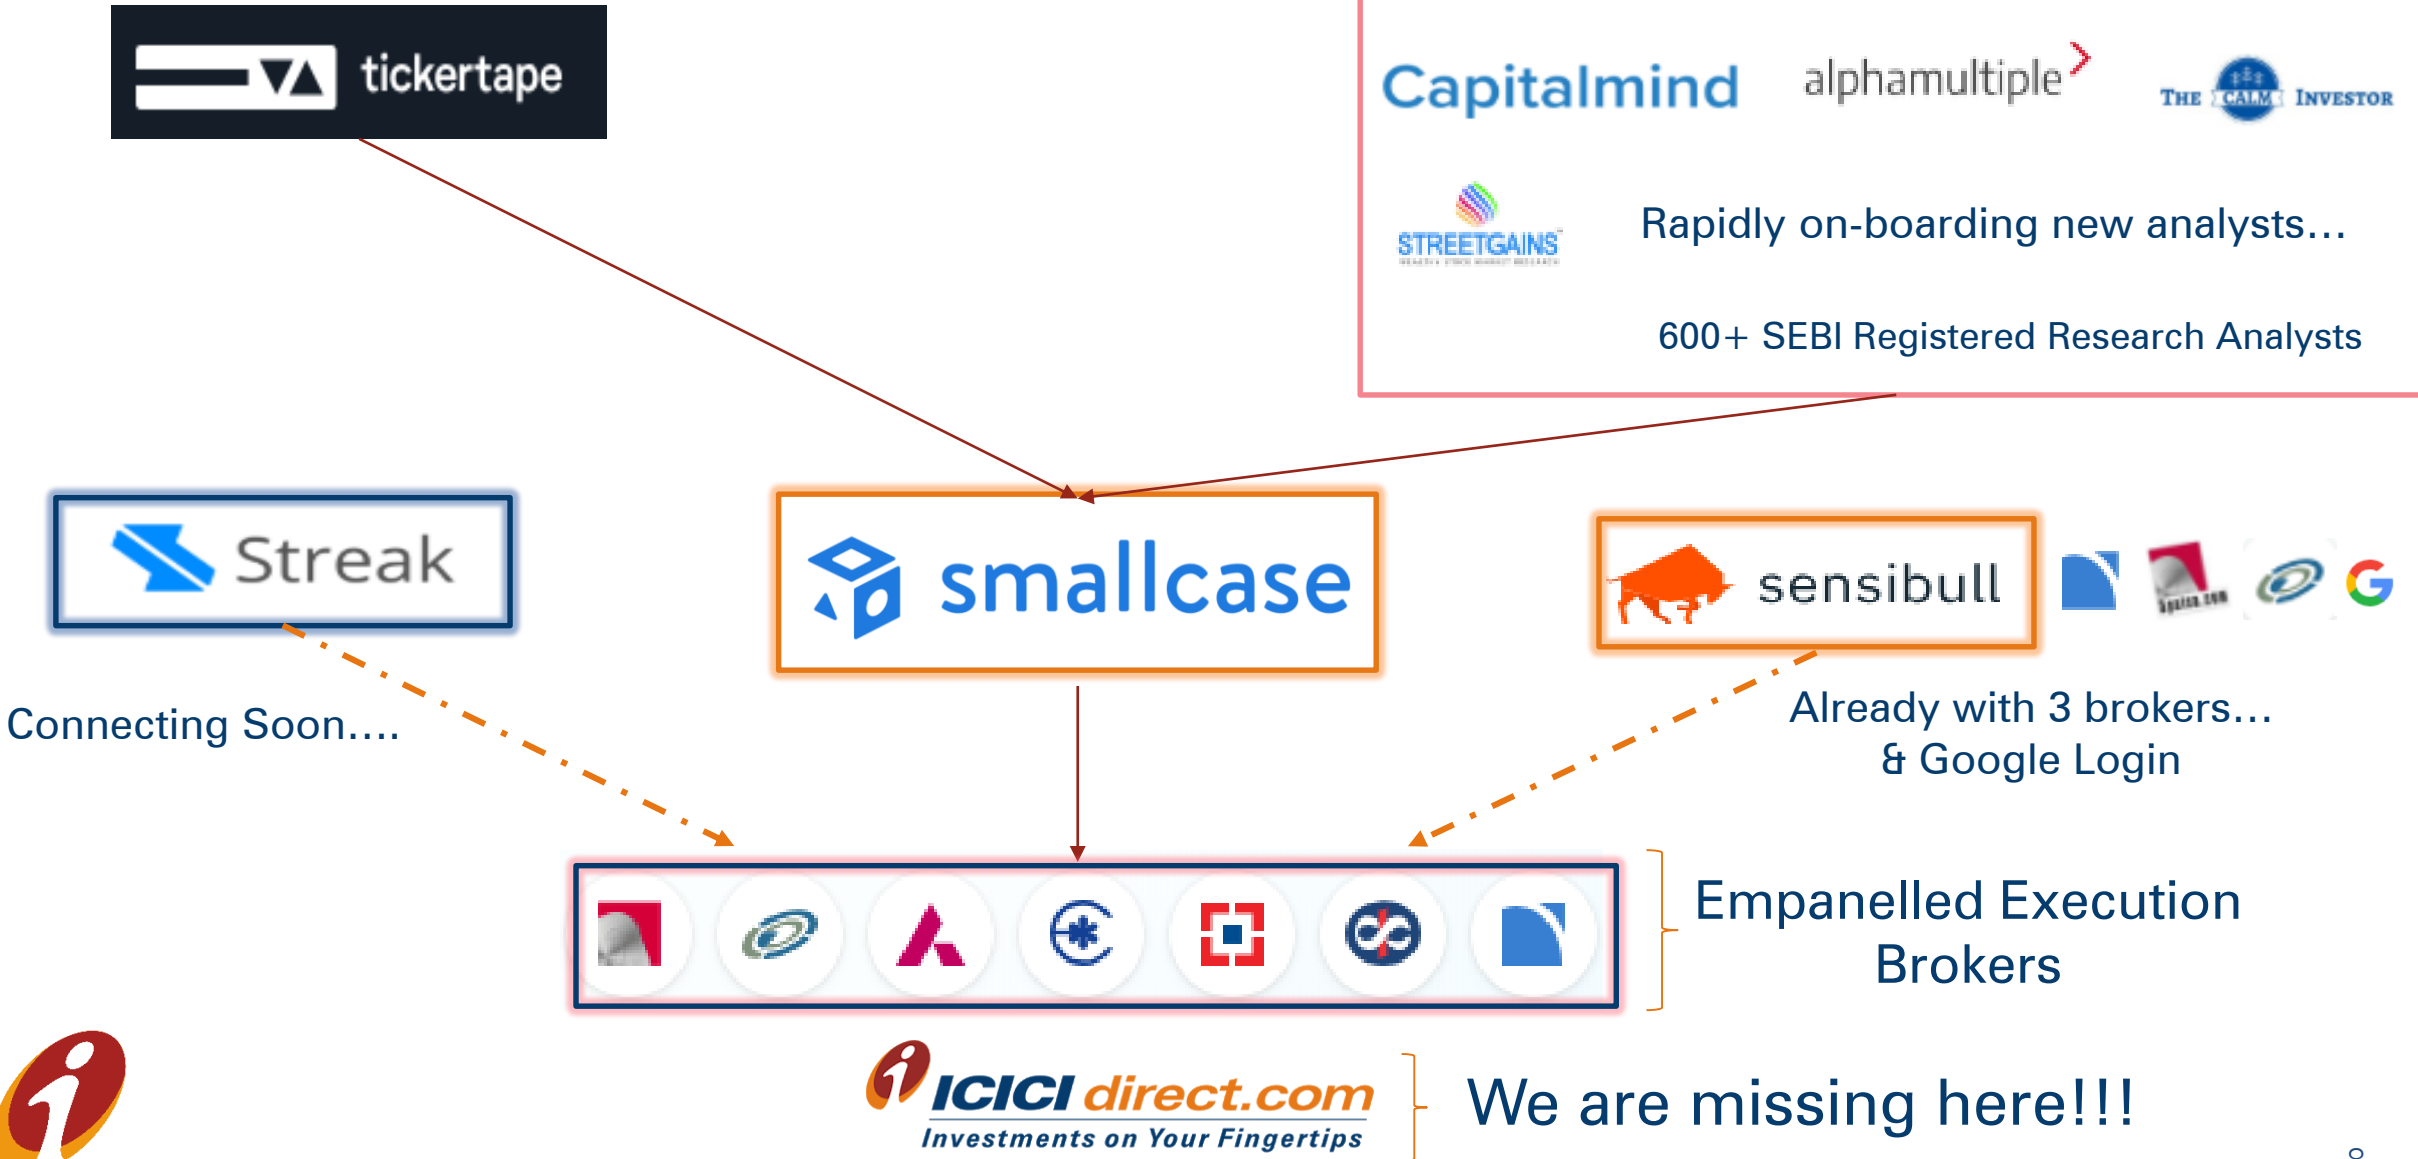 tickertape
Capitalmind
alphamultiple
THE CALM INVESTOR
STREETGAINS
Rapidly on-boarding new analysts...
600+ SEBI Registered Research Analysts
Streak
smallcase
sensibull
Connecting Soon....
Already with 3 brokers...
& Google Login
Empanelled Execution
Brokers
ICICI direct.com
Investments on Your Fingertips
We are missing here!!!